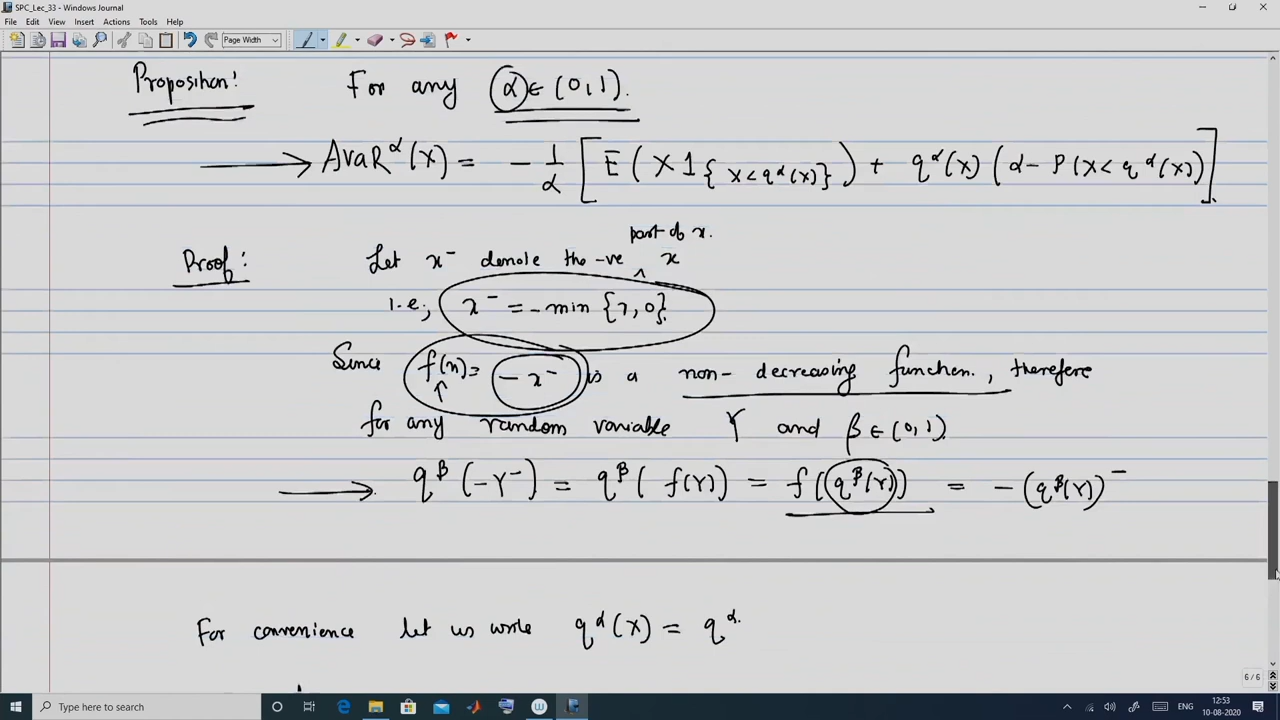 SPC_Lec_33 - Windows Journal
File Edit View Insert Actions Tools Help
Page Width
Proposition: For any α ∈ (0,1).
AVaR^α(X) = - 1/α [ E ( X 1_{X < q^α(X)} ) + q^α(X) ( α - P(X < q^α(X)) ].
Proof: Let x^- denote the -ve part of x. x
i.e., x^- = - min {x, 0}.
Since f(x) = - x^- is a non-decreasing function, therefore
for any random variable Y and β ∈ (0,1).
q^β(-Y^-) = q^β( f(Y) ) = f( q^β(Y) ) = - (q^β(Y))^-
For convenience let us write q^α(X) = q^α.
6 / 6
Type here to search
12:53
10-08-2020